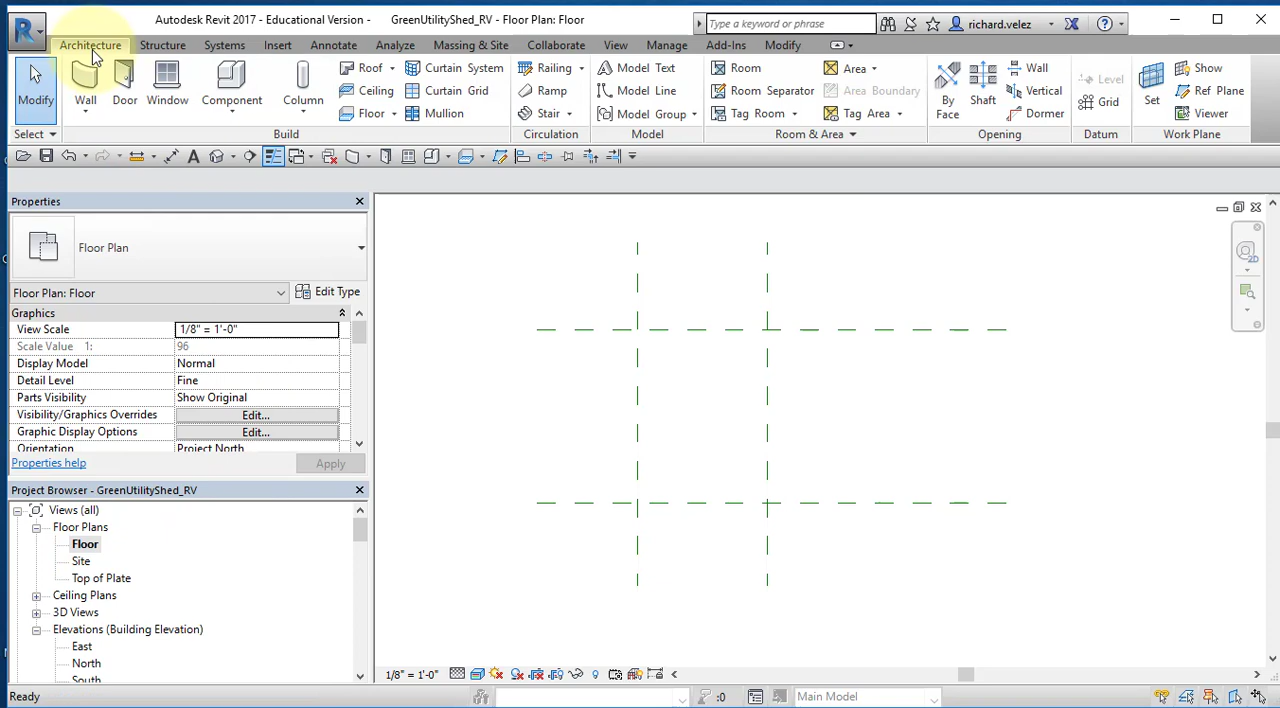 Autodesk Revit 2017 - Educational Version - GreenUtilityShed_RV - Floor Plan: Floor
Type a keyword or phrase
richard.velez
Architecture Structure Systems Insert Annotate Analyze Massing & Site Collaborate View Manage Add-Ins Modify
Roof Curtain System Railing Model Text Room Area Wall Level Show
Modify Wall Door Window Component Column Ceiling Curtain Grid Ramp Model Line Room Separator Area Boundary By Face Shaft Vertical Grid Set Ref Plane
Floor Mullion Stair Model Group Tag Room Tag Area Dormer Viewer
Select Build Circulation Model Room & Area Opening Datum Work Plane
Properties
Floor Plan
Floor Plan: Floor Edit Type
Graphics
View Scale 1/8" = 1'-0"
Scale Value 1: 96
Display Model Normal
Detail Level Fine
Parts Visibility Show Original
Visibility/Graphics Overrides Edit...
Graphic Display Options Edit...
Orientation Project North
Properties help Apply
Project Browser - GreenUtilityShed_RV
Views (all)
Floor Plans
Floor
Site
Top of Plate
Ceiling Plans
3D Views
Elevations (Building Elevation)
East
North
South
2D
1/8" = 1'-0"
Ready :0 Main Model